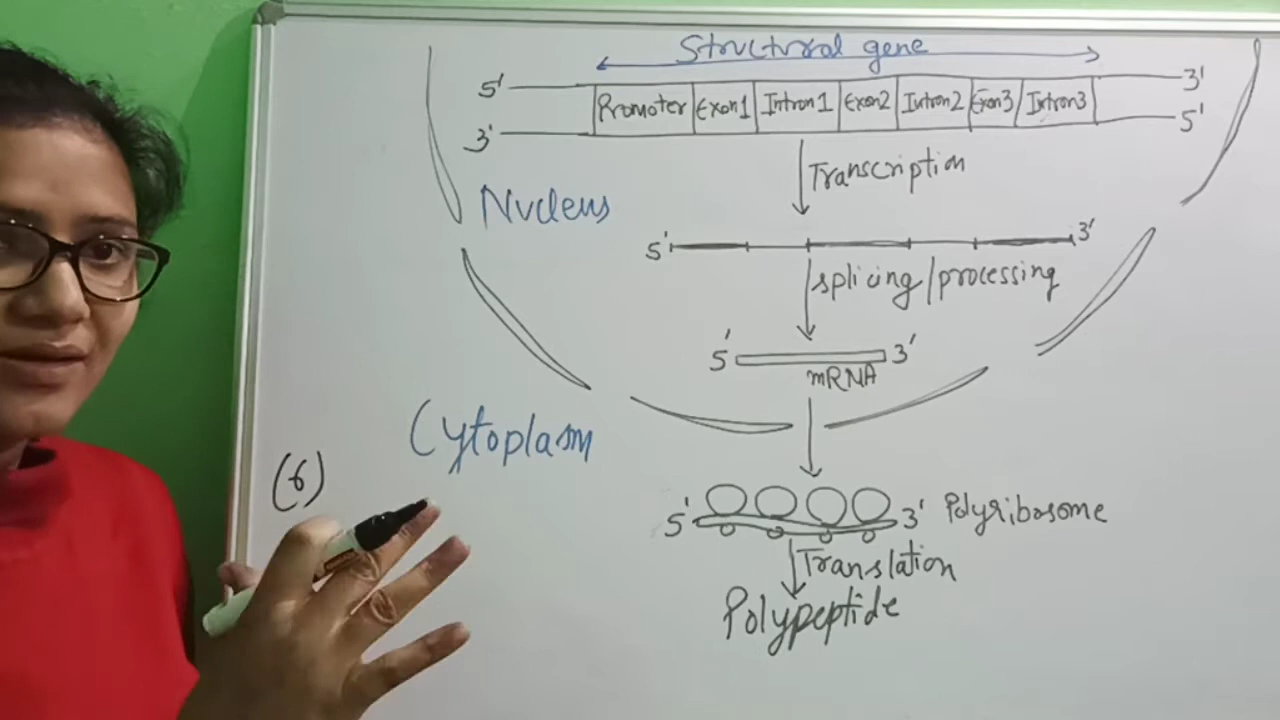 Structural gene
5' 3'
Promoter Exon1 Intron1 Exon2 Intron2 Exon3 Intron3
3' 5'
Transcription
Nucleus
5' 3'
splicing/processing
5' 3'
mRNA
Cytoplasm
(6)
5' 3' Polyribosome
Translation
Polypeptide